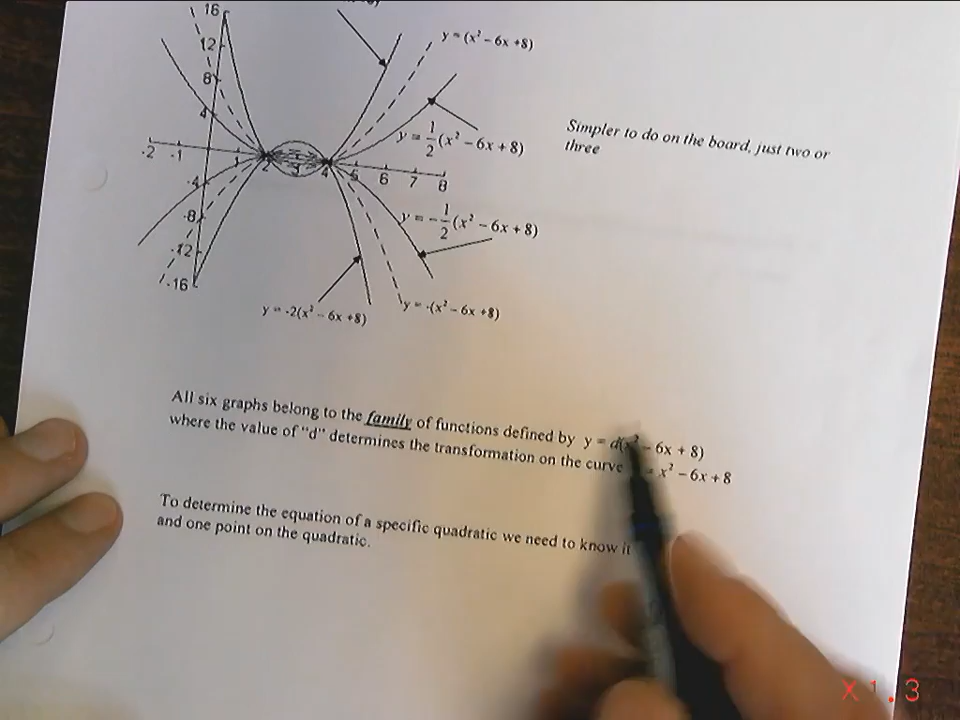 16
12
8
4
-2 -1 1 2 3 4 5 6 7 8
-4
-8
-12
-16
y = (x² – 6x +8)
y = 1/2(x² – 6x + 8)
y = –1/2(x² – 6x + 8)
y = -2(x² – 6x +8)
y = -(x² – 6x +8)
Simpler to do on the board, just two or
three
All six graphs belong to the family of functions defined by y = d(x² – 6x + 8)
where the value of "d" determines the transformation on the curve = x² – 6x + 8
To determine the equation of a specific quadratic we need to know it
and one point on the quadratic.
X 1.3